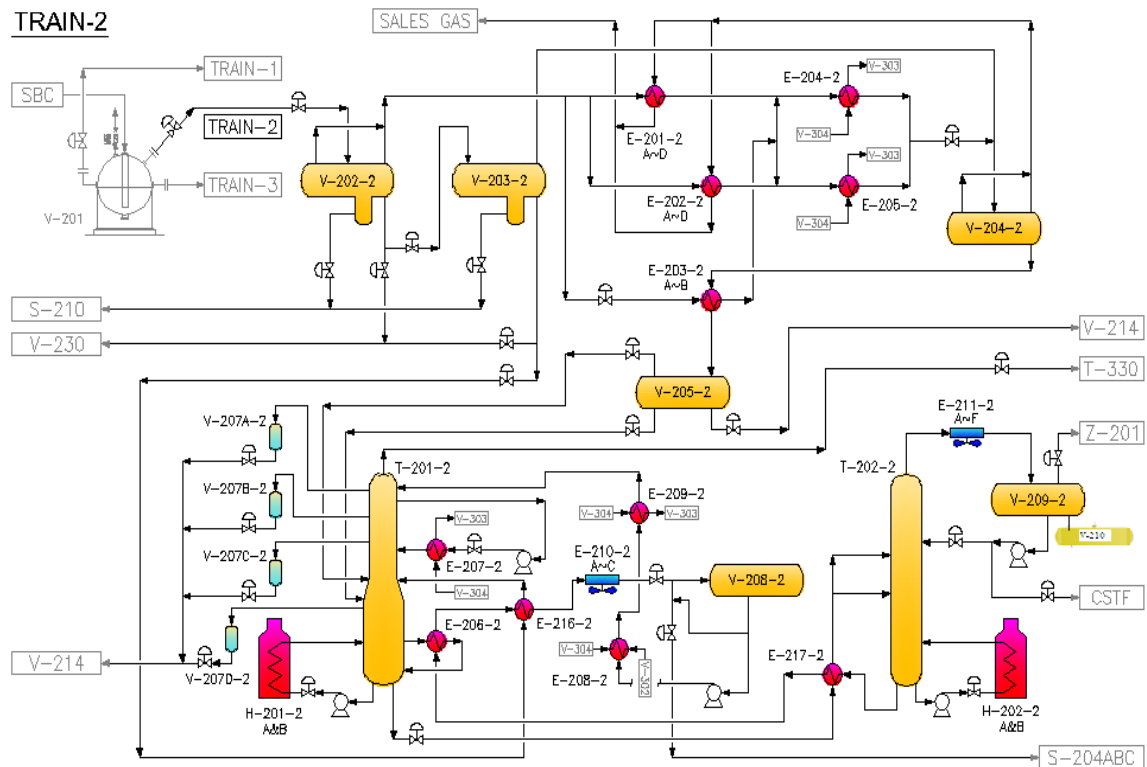 TRAIN-2
SALES GAS
TRAIN-1
SBC
TRAIN-2
TRAIN-3
V-201
V-202-2
V-203-2
E-201-2
A~D
E-204-2
V-303
V-304
E-202-2
A~D
V-303
V-304
E-205-2
V-204-2
E-203-2
A~B
S-210
V-230
V-214
T-330
V-205-2
V-207A-2
V-207B-2
V-207C-2
V-207D-2
V-214
T-201-2
H-201-2
A&B
V-303
E-207-2
V-304
E-206-2
E-216-2
E-209-2
V-304
V-303
E-210-2
A~C
V-208-2
V-304
E-208-2
V-302
E-211-2
A~F
Z-201
T-202-2
V-209-2
V-210
CSTF
E-217-2
H-202-2
A&B
S-204ABC